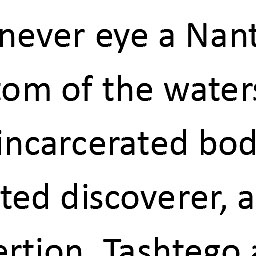 never eye a Nant
tom of the waters
incarcerated bod
ted discoverer, a
ertion, Tashtego a